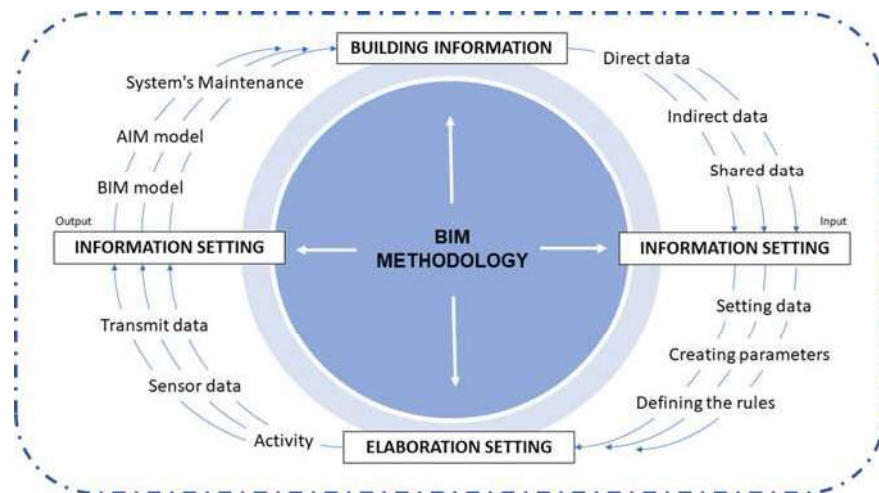 BUILDING INFORMATION
Direct data
System's Maintenance
Indirect data
AIM model
Shared data
BIM model
Output
Input
INFORMATION SETTING
BIM
METHODOLOGY
INFORMATION SETTING
Setting data
Transmit data
Creating parameters
Sensor data
Defining the rules
Activity
ELABORATION SETTING